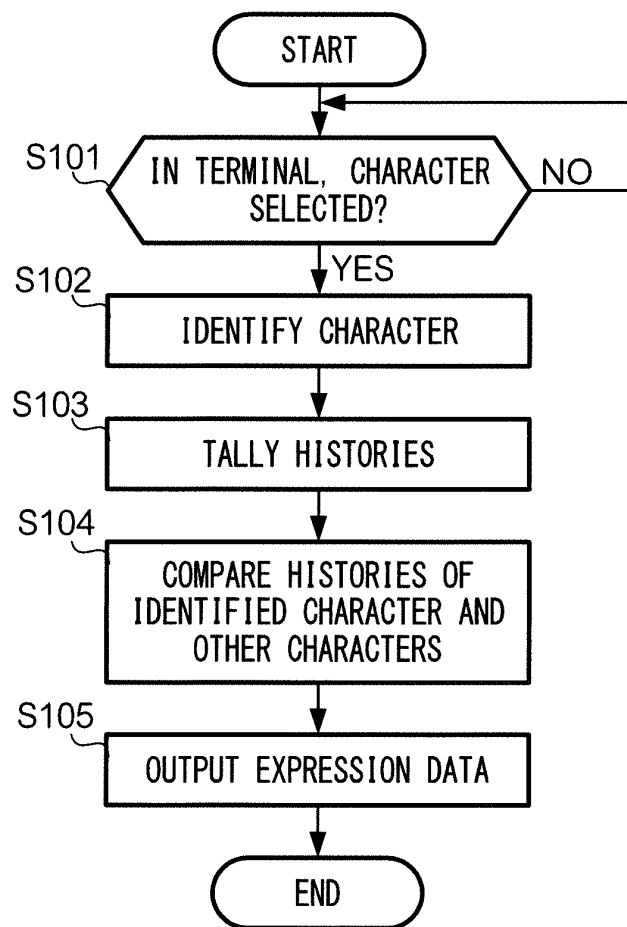 START
S101
IN TERMINAL, CHARACTER
SELECTED?
NO
YES
S102
IDENTIFY CHARACTER
S103
TALLY HISTORIES
S104
COMPARE HISTORIES OF
IDENTIFIED CHARACTER AND
OTHER CHARACTERS
S105
OUTPUT EXPRESSION DATA
END